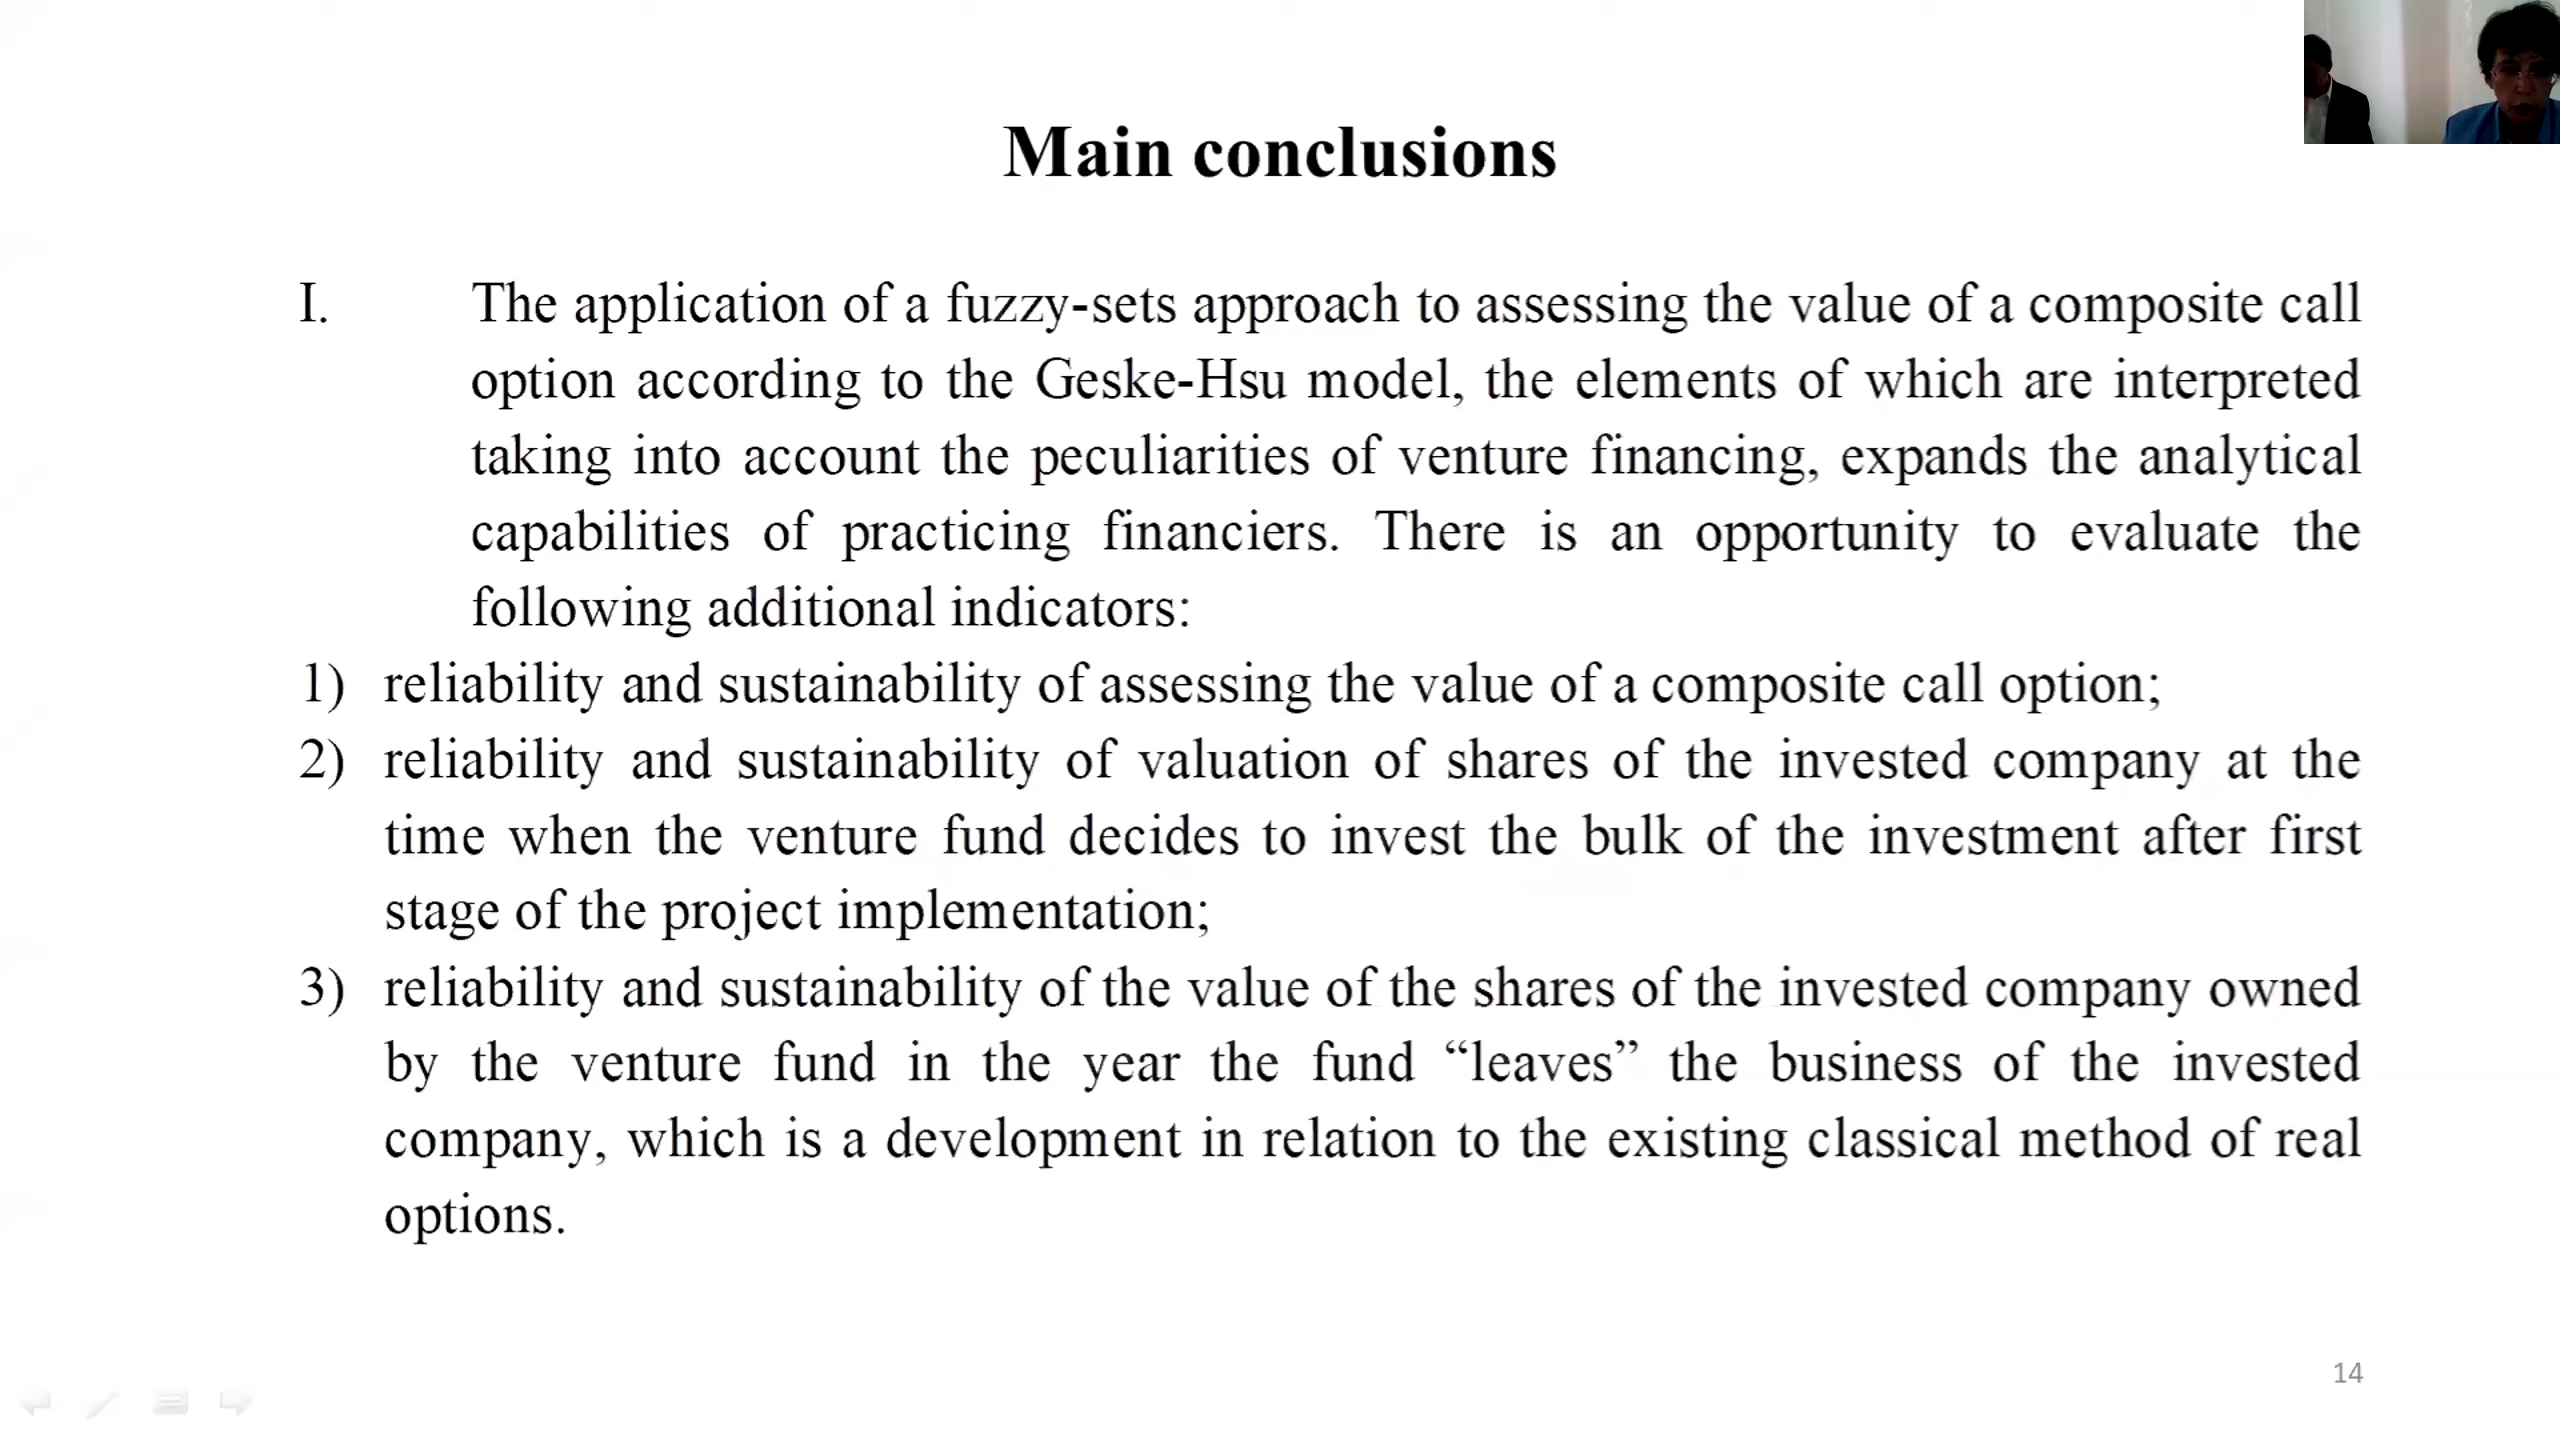 Main conclusions
I. The application of a fuzzy-sets approach to assessing the value of a composite call
option according to the Geske-Hsu model, the elements of which are interpreted
taking into account the peculiarities of venture financing, expands the analytical
capabilities of practicing financiers. There is an opportunity to evaluate the
following additional indicators:
1) reliability and sustainability of assessing the value of a composite call option;
2) reliability and sustainability of valuation of shares of the invested company at the
time when the venture fund decides to invest the bulk of the investment after first
stage of the project implementation;
3) reliability and sustainability of the value of the shares of the invested company owned
by the venture fund in the year the fund “leaves” the business of the invested
company, which is a development in relation to the existing classical method of real
options.
14